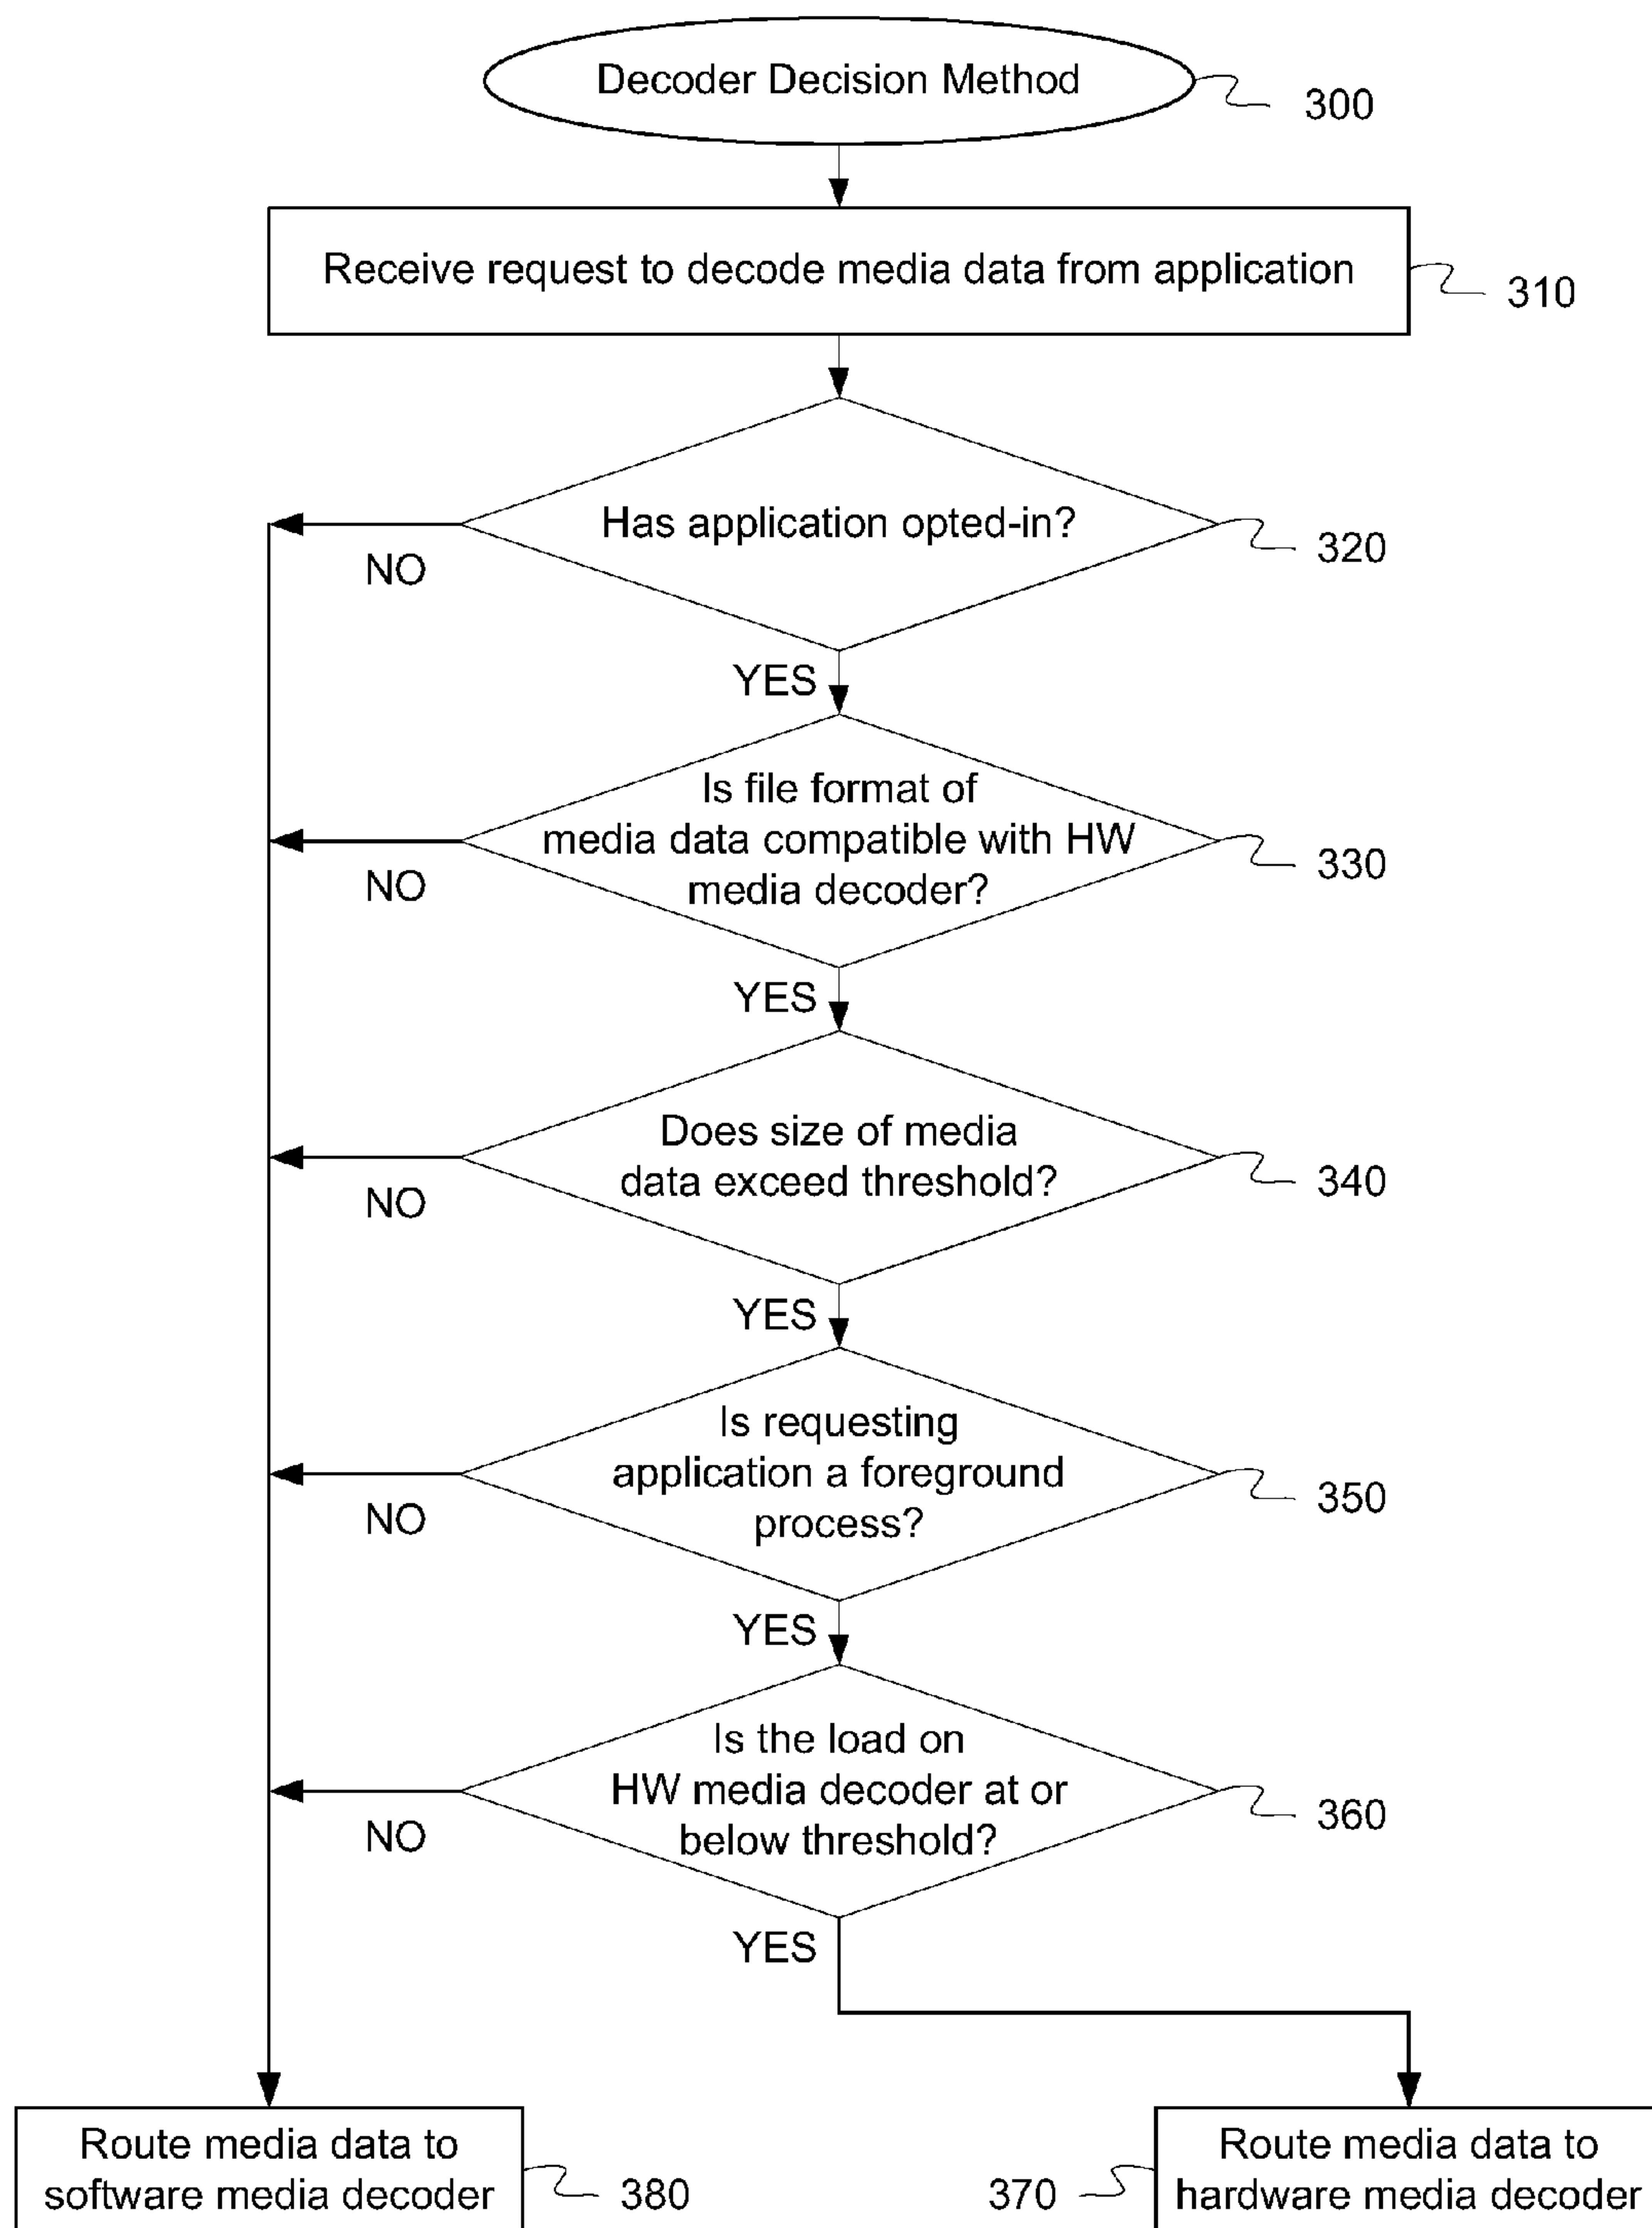 Decoder Decision Method
300
Receive request to decode media data from application
310
Has application opted-in?
320
NO
YES
Is file format of
media data compatible with HW
media decoder?
330
NO
YES
Does size of media
data exceed threshold?
340
NO
YES
Is requesting
application a foreground
process?
350
NO
YES
Is the load on
HW media decoder at or
below threshold?
360
NO
YES
Route media data to
software media decoder
380
370
Route media data to
hardware media decoder